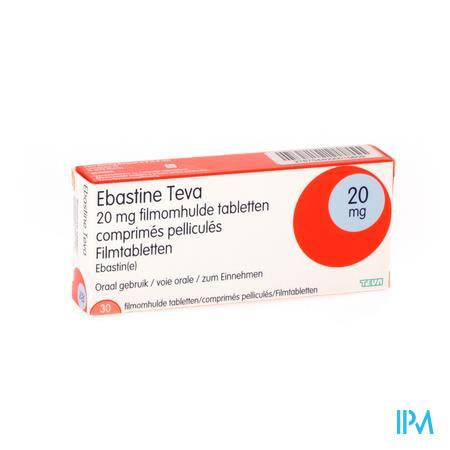 Ebastine Teva
20 mg filmomhulde tabletten
comprimés pelliculés
Filmtabletten
Ebastin(e)
Oraal gebruik / voie orale / zum Einnehmen
30
filmomhulde tabletten/comprimés pelliculés/Filmtabletten
20
mg
TEVA
Ebastine Teva
IPM